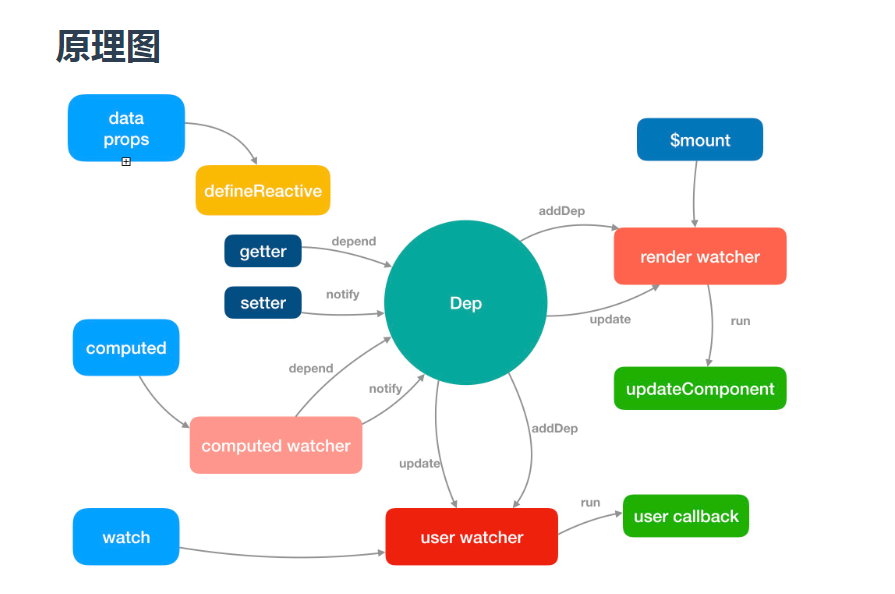 原理图
data
props
defineReactive
$mount
getter
depend
addDep
render watcher
setter
notify
Dep
update
run
computed
depend
notify
updateComponent
computed watcher
update
addDep
watch
user watcher
run
user callback